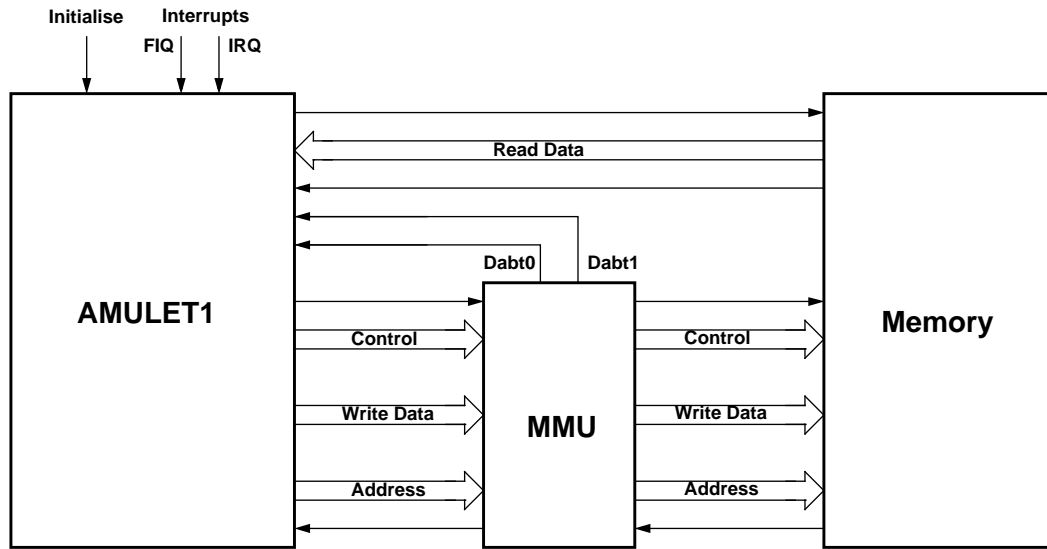 Initialise
Interrupts
FIQ
IRQ
Read Data
Dabt0
Dabt1
AMULET1
Memory
Control
Control
Write Data
Write Data
MMU
Address
Address